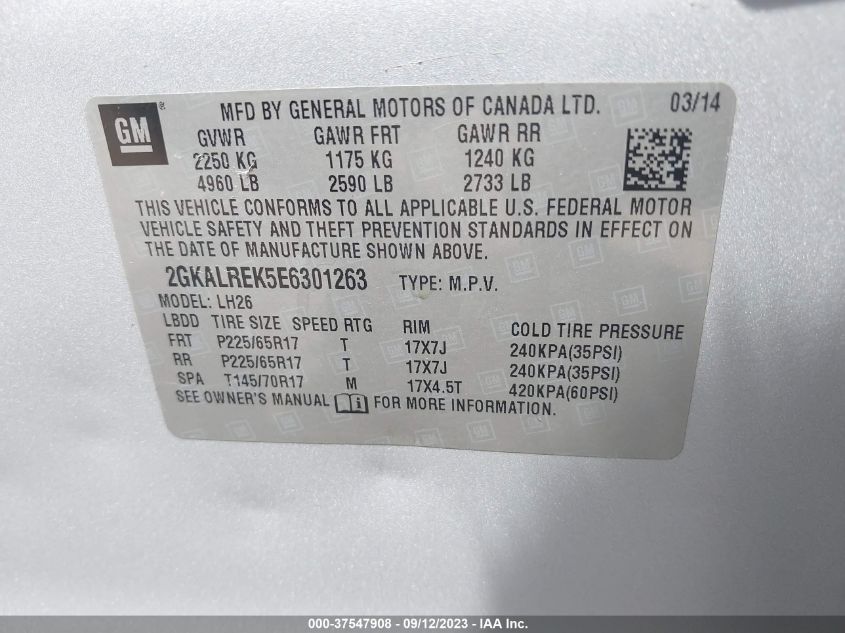 GM
®
MFD BY GENERAL MOTORS OF CANADA LTD. 03/14
GVWR GAWR FRT GAWR RR
2250 KG 1175 KG 1240 KG
4960 LB 2590 LB 2733 LB
THIS VEHICLE CONFORMS TO ALL APPLICABLE U.S. FEDERAL MOTOR
VEHICLE SAFETY AND THEFT PREVENTION STANDARDS IN EFFECT ON
THE DATE OF MANUFACTURE SHOWN ABOVE.
2GKALREK5E6301263 TYPE: M.P.V.
MODEL: LH26
LBDD TIRE SIZE SPEED RTG RIM COLD TIRE PRESSURE
FRT P225/65R17 T 17X7J 240KPA(35PSI)
RR P225/65R17 T 17X7J 240KPA(35PSI)
SPA T145/70R17 M 17X4.5T 420KPA(60PSI)
SEE OWNER'S MANUAL FOR MORE INFORMATION.
000-37547908 - 09/12/2023 - IAA Inc.